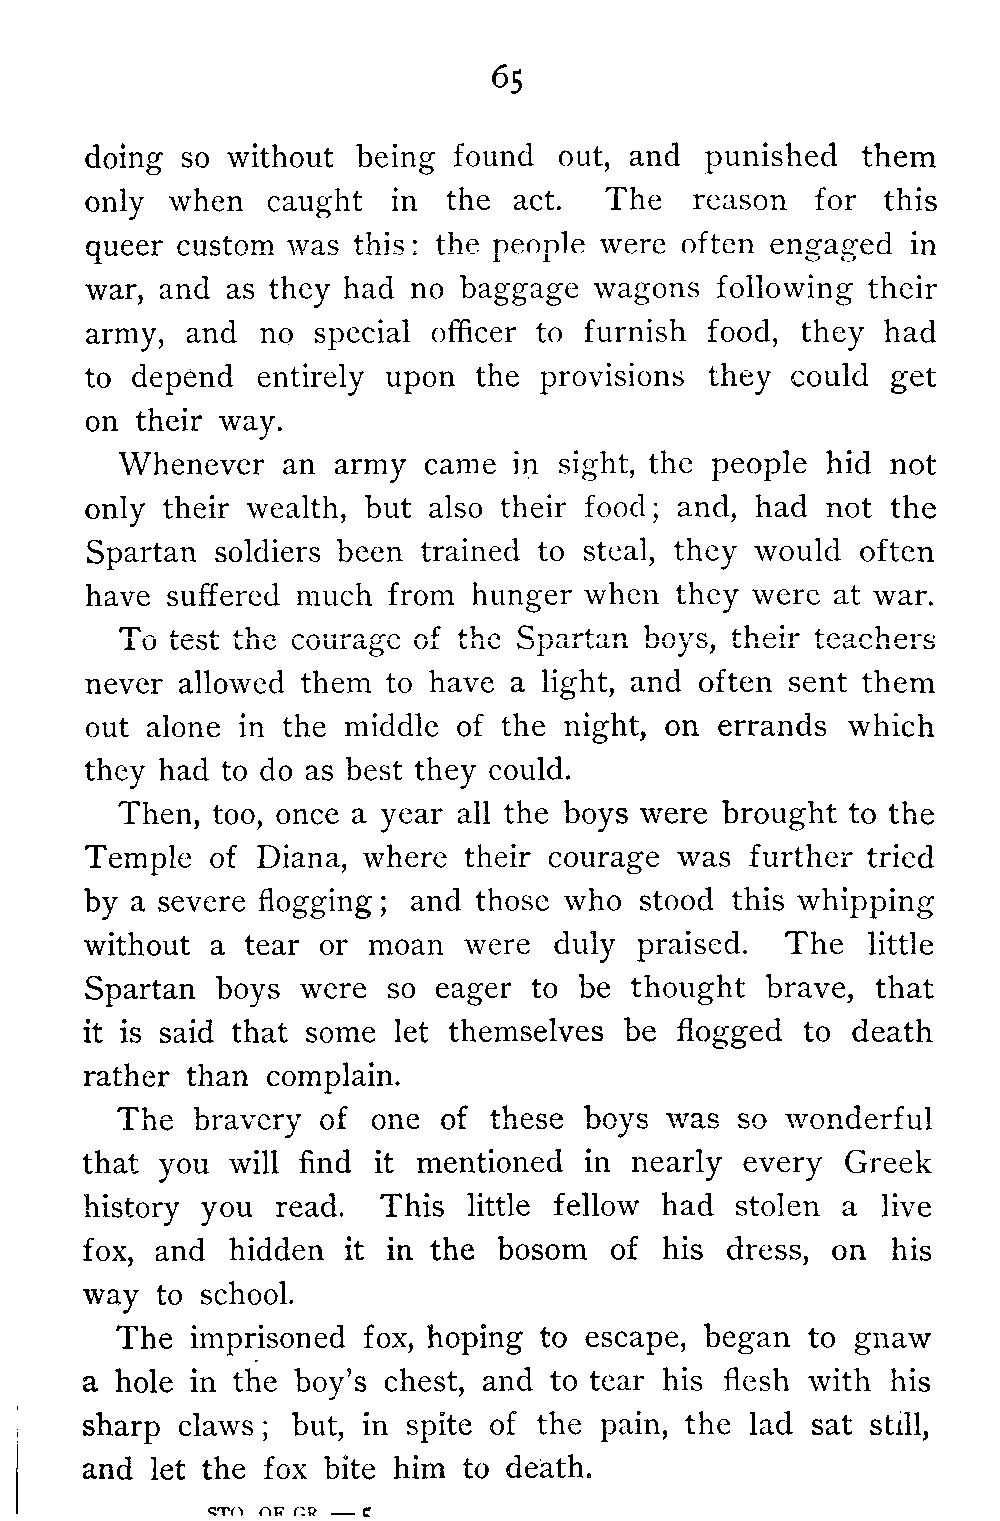 65
doing so without being found out, and punished them
only when caught in the act. The reason for this
queer custom was this: the people were often engaged in
war, and as they had no baggage wagons following their
army, and no special officer to furnish food, they had
to depend entirely upon the provisions they could get
on their way.
Whenever an army came in sight, the people hid not
only their wealth, but also their food; and, had not the
Spartan soldiers been trained to steal, they would often
have suffered much from hunger when they were at war.
To test the courage of the Spartan boys, their teachers
never allowed them to have a light, and often sent them
out alone in the middle of the night, on errands which
they had to do as best they could.
Then, too, once a year all the boys were brought to the
Temple of Diana, where their courage was further tried
by a severe flogging; and those who stood this whipping
without a tear or moan were duly praised. The little
Spartan boys were so eager to be thought brave, that
it is said that some let themselves be flogged to death
rather than complain.
The bravery of one of these boys was so wonderful
that you will find it mentioned in nearly every Greek
history you read. This little fellow had stolen a live
fox, and hidden it in the bosom of his dress, on his
way to school.
The imprisoned fox, hoping to escape, began to gnaw
a hole in the boy's chest, and to tear his flesh with his
sharp claws; but, in spite of the pain, the lad sat still,
and let the fox bite him to death.
STO. OF GR. — 5